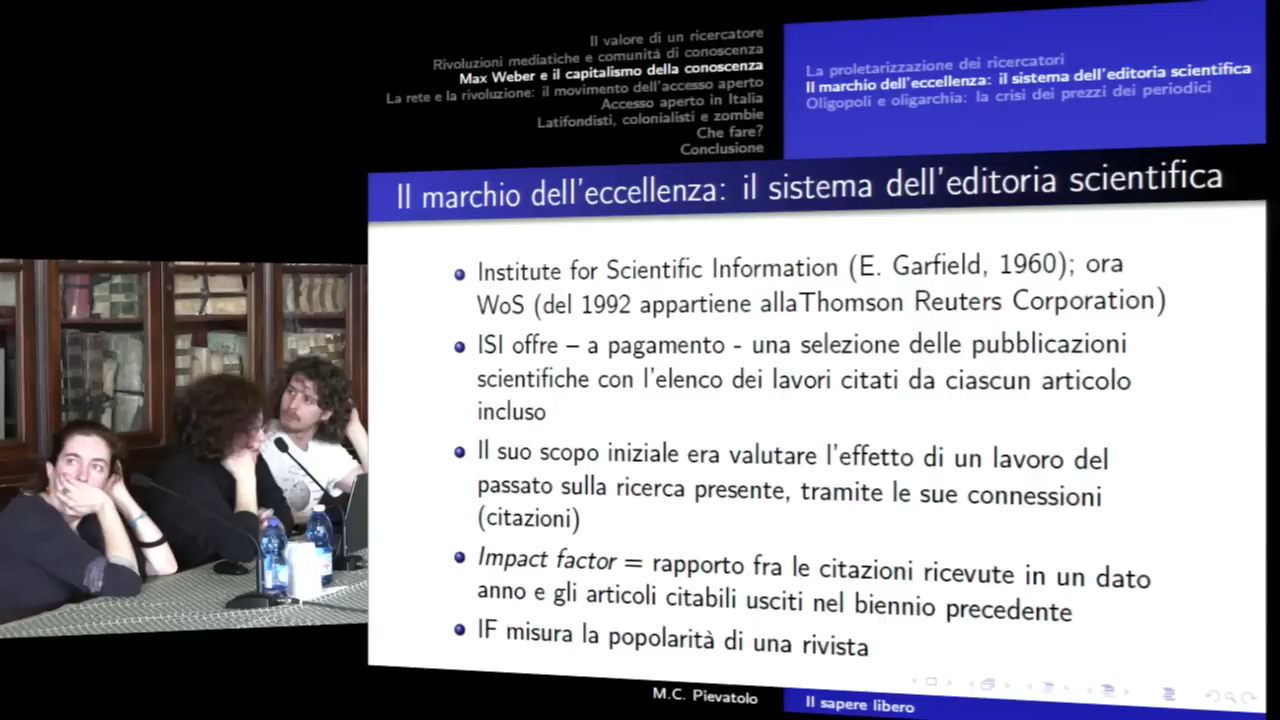 Il valore di un ricercatore
Rivoluzioni mediatiche e comunità di conoscenza
Max Weber e il capitalismo della conoscenza
La rete e la rivoluzione: il movimento dell'accesso aperto
Accesso aperto in Italia
Latifondisti, colonialisti e zombie
Che fare?
Conclusione
La proletarizzazione dei ricercatori
Il marchio dell'eccellenza: il sistema dell'editoria scientifica
Oligopoli e oligarchia: la crisi dei prezzi dei periodici
Il marchio dell'eccellenza: il sistema dell'editoria scientifica
Institute for Scientific Information (E. Garfield, 1960); ora
WoS (del 1992 appartiene allaThomson Reuters Corporation)
ISI offre – a pagamento - una selezione delle pubblicazioni
scientifiche con l'elenco dei lavori citati da ciascun articolo
incluso
Il suo scopo iniziale era valutare l'effetto di un lavoro del
passato sulla ricerca presente, tramite le sue connessioni
(citazioni)
Impact factor = rapporto fra le citazioni ricevute in un dato
anno e gli articoli citabili usciti nel biennio precedente
IF misura la popolarità di una rivista
M.C. Pievatolo
Il sapere libero